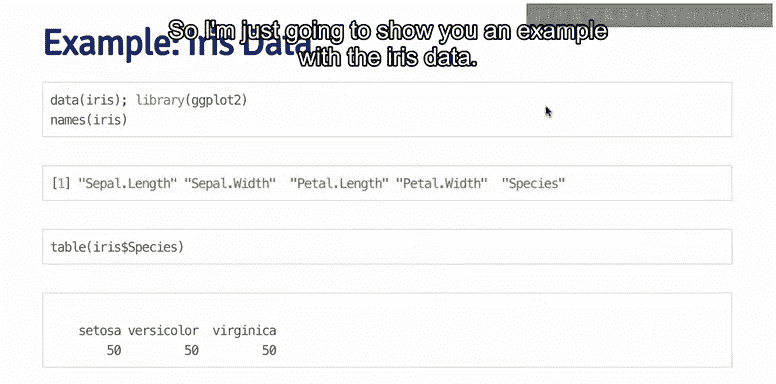 So I'm just going to show you an example
with the iris data.
Example: Iris Data
data(iris); library(ggplot2)
names(iris)
[1] "Sepal.Length" "Sepal.Width"  "Petal.Length" "Petal.Width"  "Species"
table(iris$Species)
setosa versicolor  virginica
50         50         50